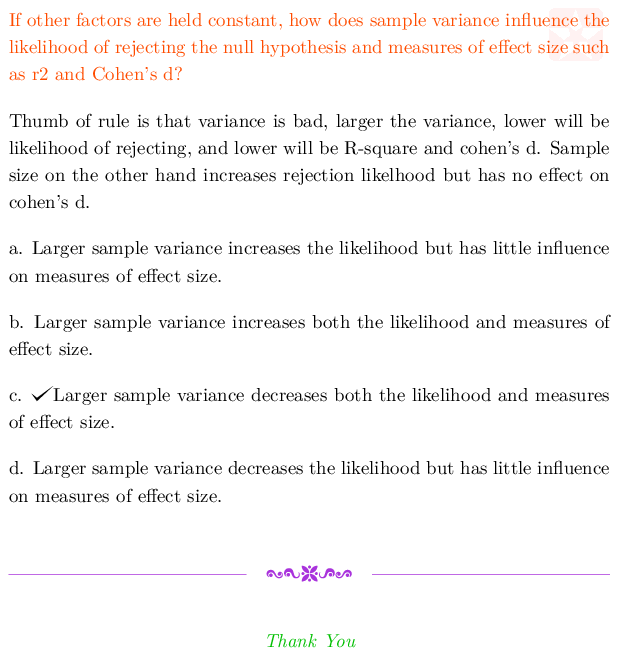 If other factors are held constant, how does sample variance influence the
likelihood of rejecting the null hypothesis and measures of effect size such
as r2 and Cohen's d?
Thumb of rule is that variance is bad, larger the variance, lower will be
likelihood of rejecting, and lower will be R-square and cohen's d. Sample
size on the other hand increases rejection likelhood but has no effect on
cohen's d.
a. Larger sample variance increases the likelihood but has little influence
on measures of effect size.
b. Larger sample variance increases both the likelihood and measures of
effect size.
c. ✓Larger sample variance decreases both the likelihood and measures
of effect size.
d. Larger sample variance decreases the likelihood but has little influence
on measures of effect size.
Thank You